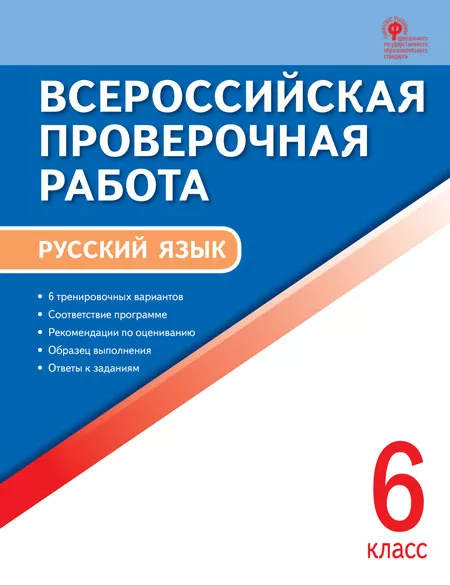 федерального
государственного
образовательного
стандарта
ВСЕРОССИЙСКАЯ
ПРОВЕРОЧНАЯ
РАБОТА
РУССКИЙ ЯЗЫК
• 6 тренировочных вариантов
• Соответствие программе
• Рекомендации по оцениванию
• Образец выполнения
• Ответы к заданиям
6
класс